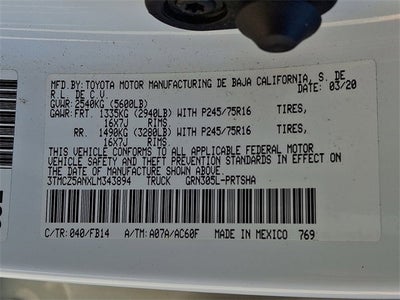 MFD.BY: TOYOTA MOTOR MANUFACTURING DE BAJA CALIFORNIA, S. DE
R.L. DE C.V. 03/20
GVWR: 2540KG (5600LB)
GAWR: FRT. 1335KG (2940LB) WITH P245/75R16 TIRES,
16X7J RIMS
RR. 1490KG (3280LB) WITH P245/75R16 TIRES,
16X7J RIMS
THIS VEHICLE CONFORMS TO ALL APPLICABLE FEDERAL MOTOR
VEHICLE SAFETY AND THEFT PREVENTION STANDARDS IN EFFECT
ON THE DATE OF MANUFACTURE SHOWN ABOVE.
3TMCZ5ANXLM343894 TRUCK GRN305L-PRTSHA
C/TR: 040/FB14 A/TM: A07A/AC60F MADE IN MEXICO 769